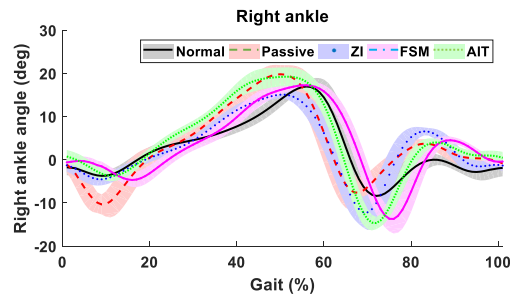 Right ankle
Normal Passive ZI FSM AIT
Right ankle angle (deg)
30
20
10
0
-10
-20
0 20 40 60 80 100
Gait (%)